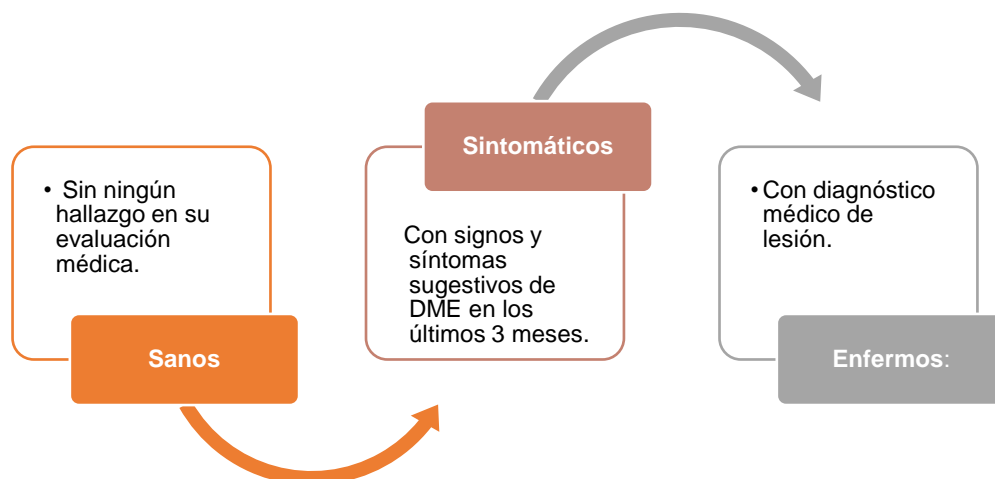 • Sin ningún
hallazgo en su
evaluación
médica.
Sanos
Sintomáticos
Con signos y
síntomas
sugestivos de
DME en los
últimos 3 meses.
• Con diagnóstico
médico de
lesión.
Enfermos: